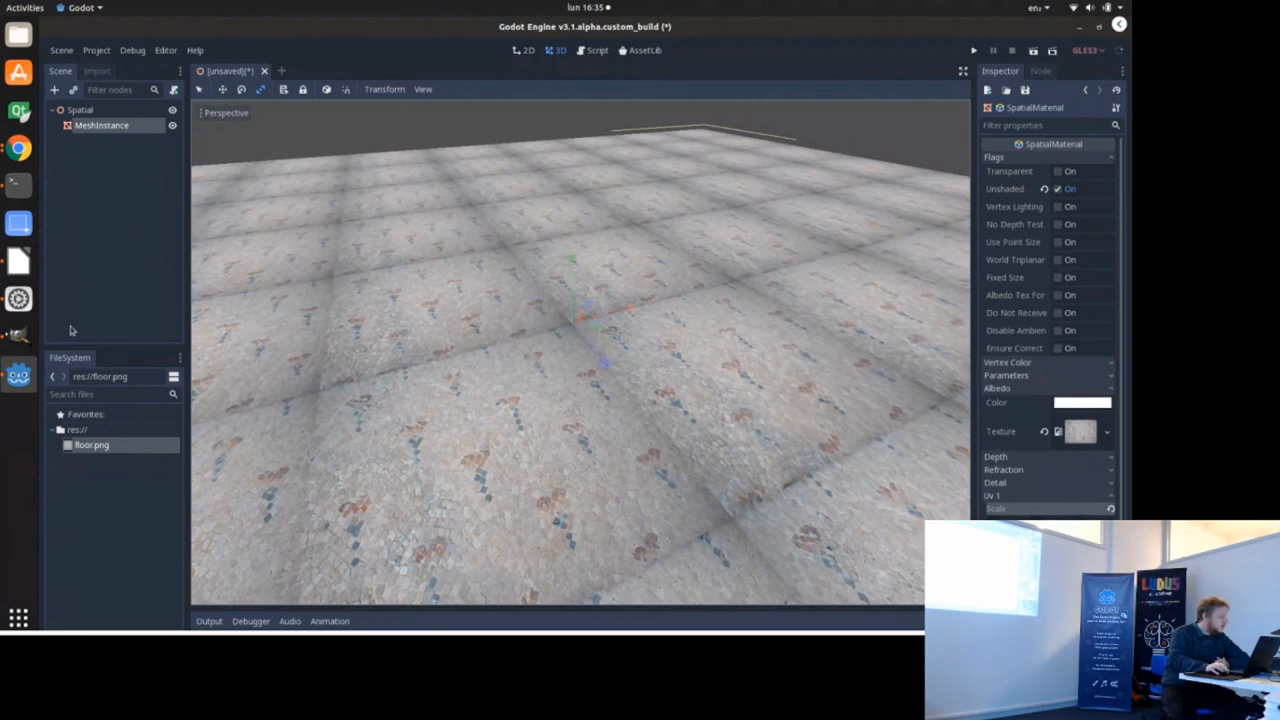 Activities Godot lun 16:35 en₂
Godot Engine v3.1.alpha.custom_build (*)
Scene Project Debug Editor Help 2D 3D Script AssetLib GLES3
Scene Import [unsaved](*) Inspector Node
Filter nodes Transform View
Spatial Perspective SpatialMaterial
MeshInstance Filter properties
SpatialMaterial
Flags
Transparent On
Unshaded On
Vertex Lighting On
No Depth Test On
Use Point Size On
World Triplanar On
Fixed Size On
Albedo Tex For On
Do Not Receive On
Disable Ambien On
Ensure Correct On
Vertex Color
Parameters
Albedo
Color
Texture
Depth
Refraction
Detail
Uv 1
Scale
FileSystem
res://floor.png
Search files
Favorites:
res://
floor.png
Output Debugger Audio Animation
GODOT
LUDUS
ACADÉMIE